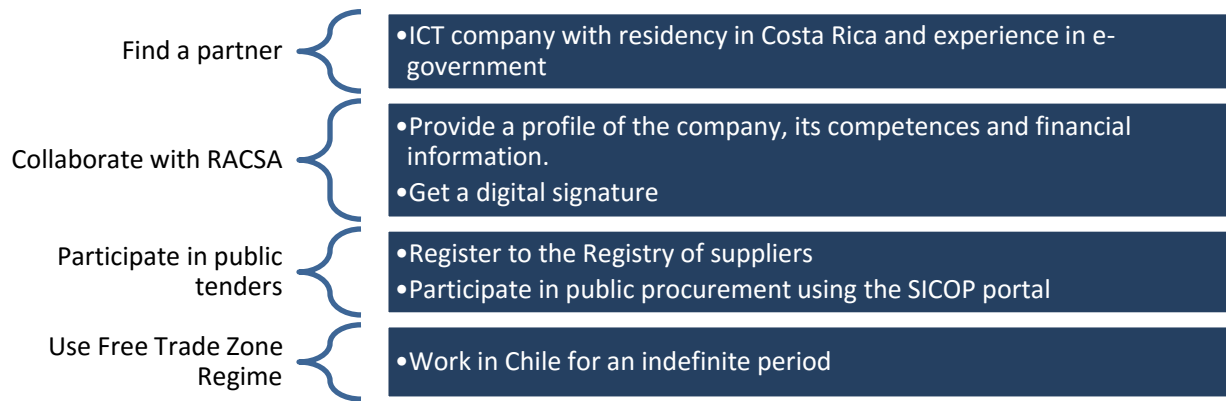 Find a partner
•ICT company with residency in Costa Rica and experience in e-
government
Collaborate with RACSA
•Provide a profile of the company, its competences and financial
information.
•Get a digital signature
Participate in public
tenders
•Register to the Registry of suppliers
•Participate in public procurement using the SICOP portal
Use Free Trade Zone
Regime
•Work in Chile for an indefinite period